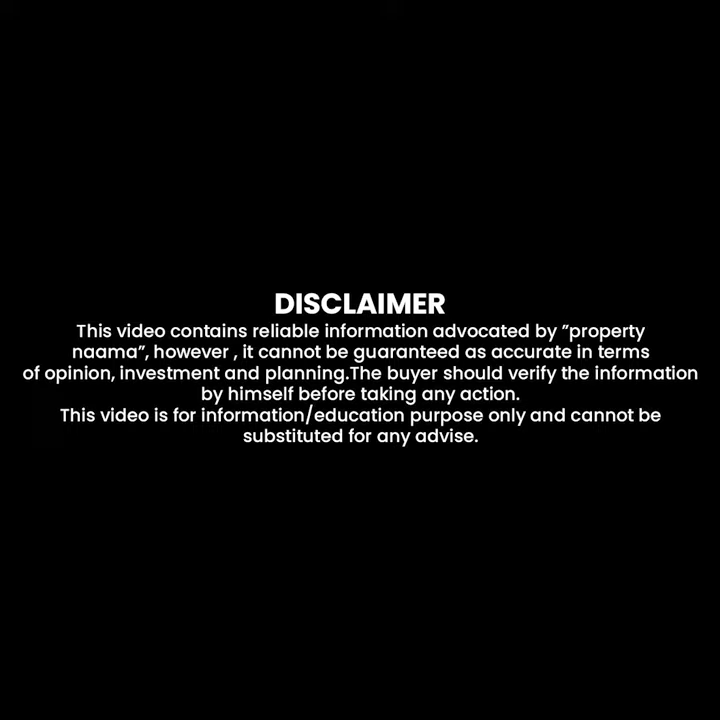 DISCLAIMER
This video contains reliable information advocated by ”property
naama”, however , it cannot be guaranteed as accurate in terms
of opinion, investment and planning.The buyer should verify the information
by himself before taking any action.
This video is for information/education purpose only and cannot be
substituted for any advise.